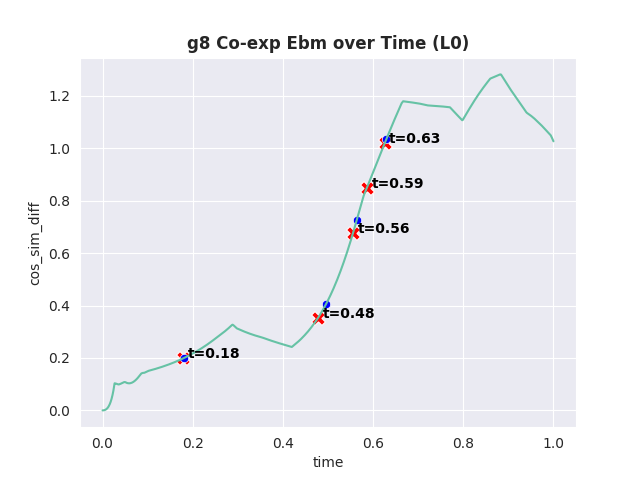 g8 Co-exp Ebm over Time (L0)
cos_sim_diff
1.2
1.0
0.8
0.6
0.4
0.2
0.0
t=0.63
t=0.59
t=0.56
t=0.48
t=0.18
0.0 0.2 0.4 0.6 0.8 1.0
time